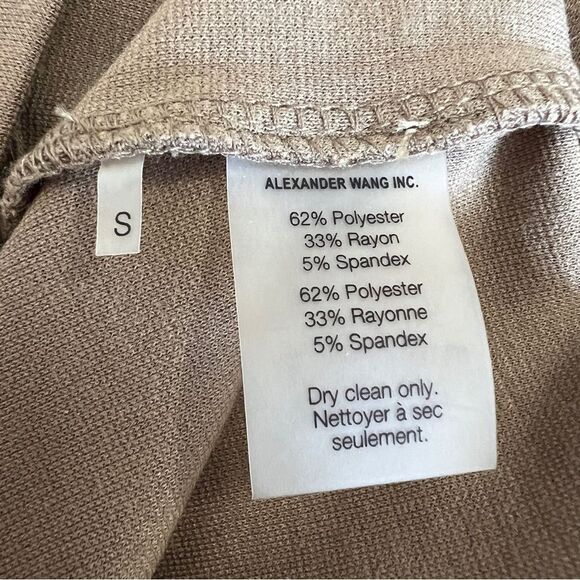 S
ALEXANDER WANG INC.
62% Polyester
33% Rayon
5% Spandex
62% Polyester
33% Rayonne
5% Spandex
Dry clean only.
Nettoyer à sec
seulement.